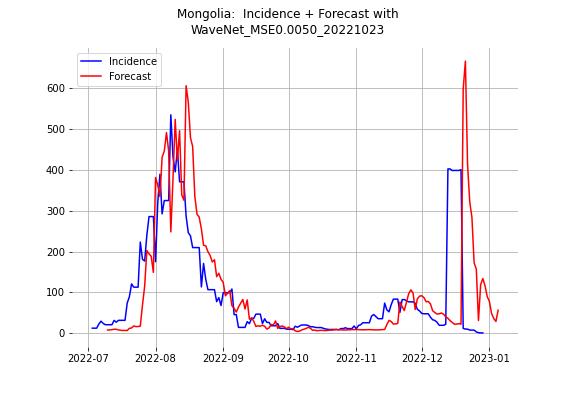 Mongolia:  Incidence + Forecast with
WaveNet_MSE0.0050_20221023
Incidence
Forecast
600
500
400
300
200
100
0
2022-07 2022-08 2022-09 2022-10 2022-11 2022-12 2023-01